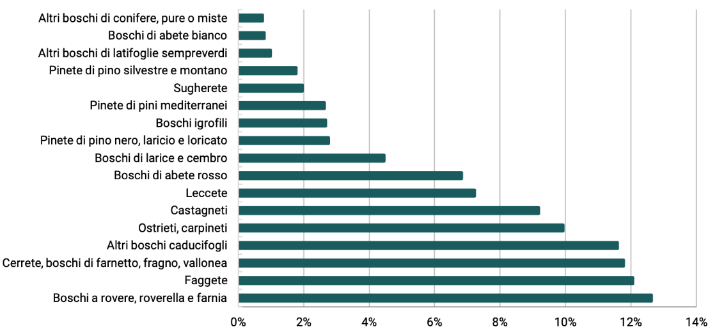 Altri boschi di conifere, pure o miste
Boschi di abete bianco
Altri boschi di latifoglie sempreverdi
Pinete di pino silvestre e montano
Sugherete
Pinete di pini mediterranei
Boschi igrofili
Pinete di pino nero, laricio e loricato
Boschi di larice e cembro
Boschi di abete rosso
Leccete
Castagneti
Ostrieti, carpineti
Altri boschi caducifogli
Cerrete, boschi di farnetto, fragno, vallonea
Faggete
Boschi a rovere, roverella e farnia
0% 2% 4% 6% 8% 10% 12% 14%